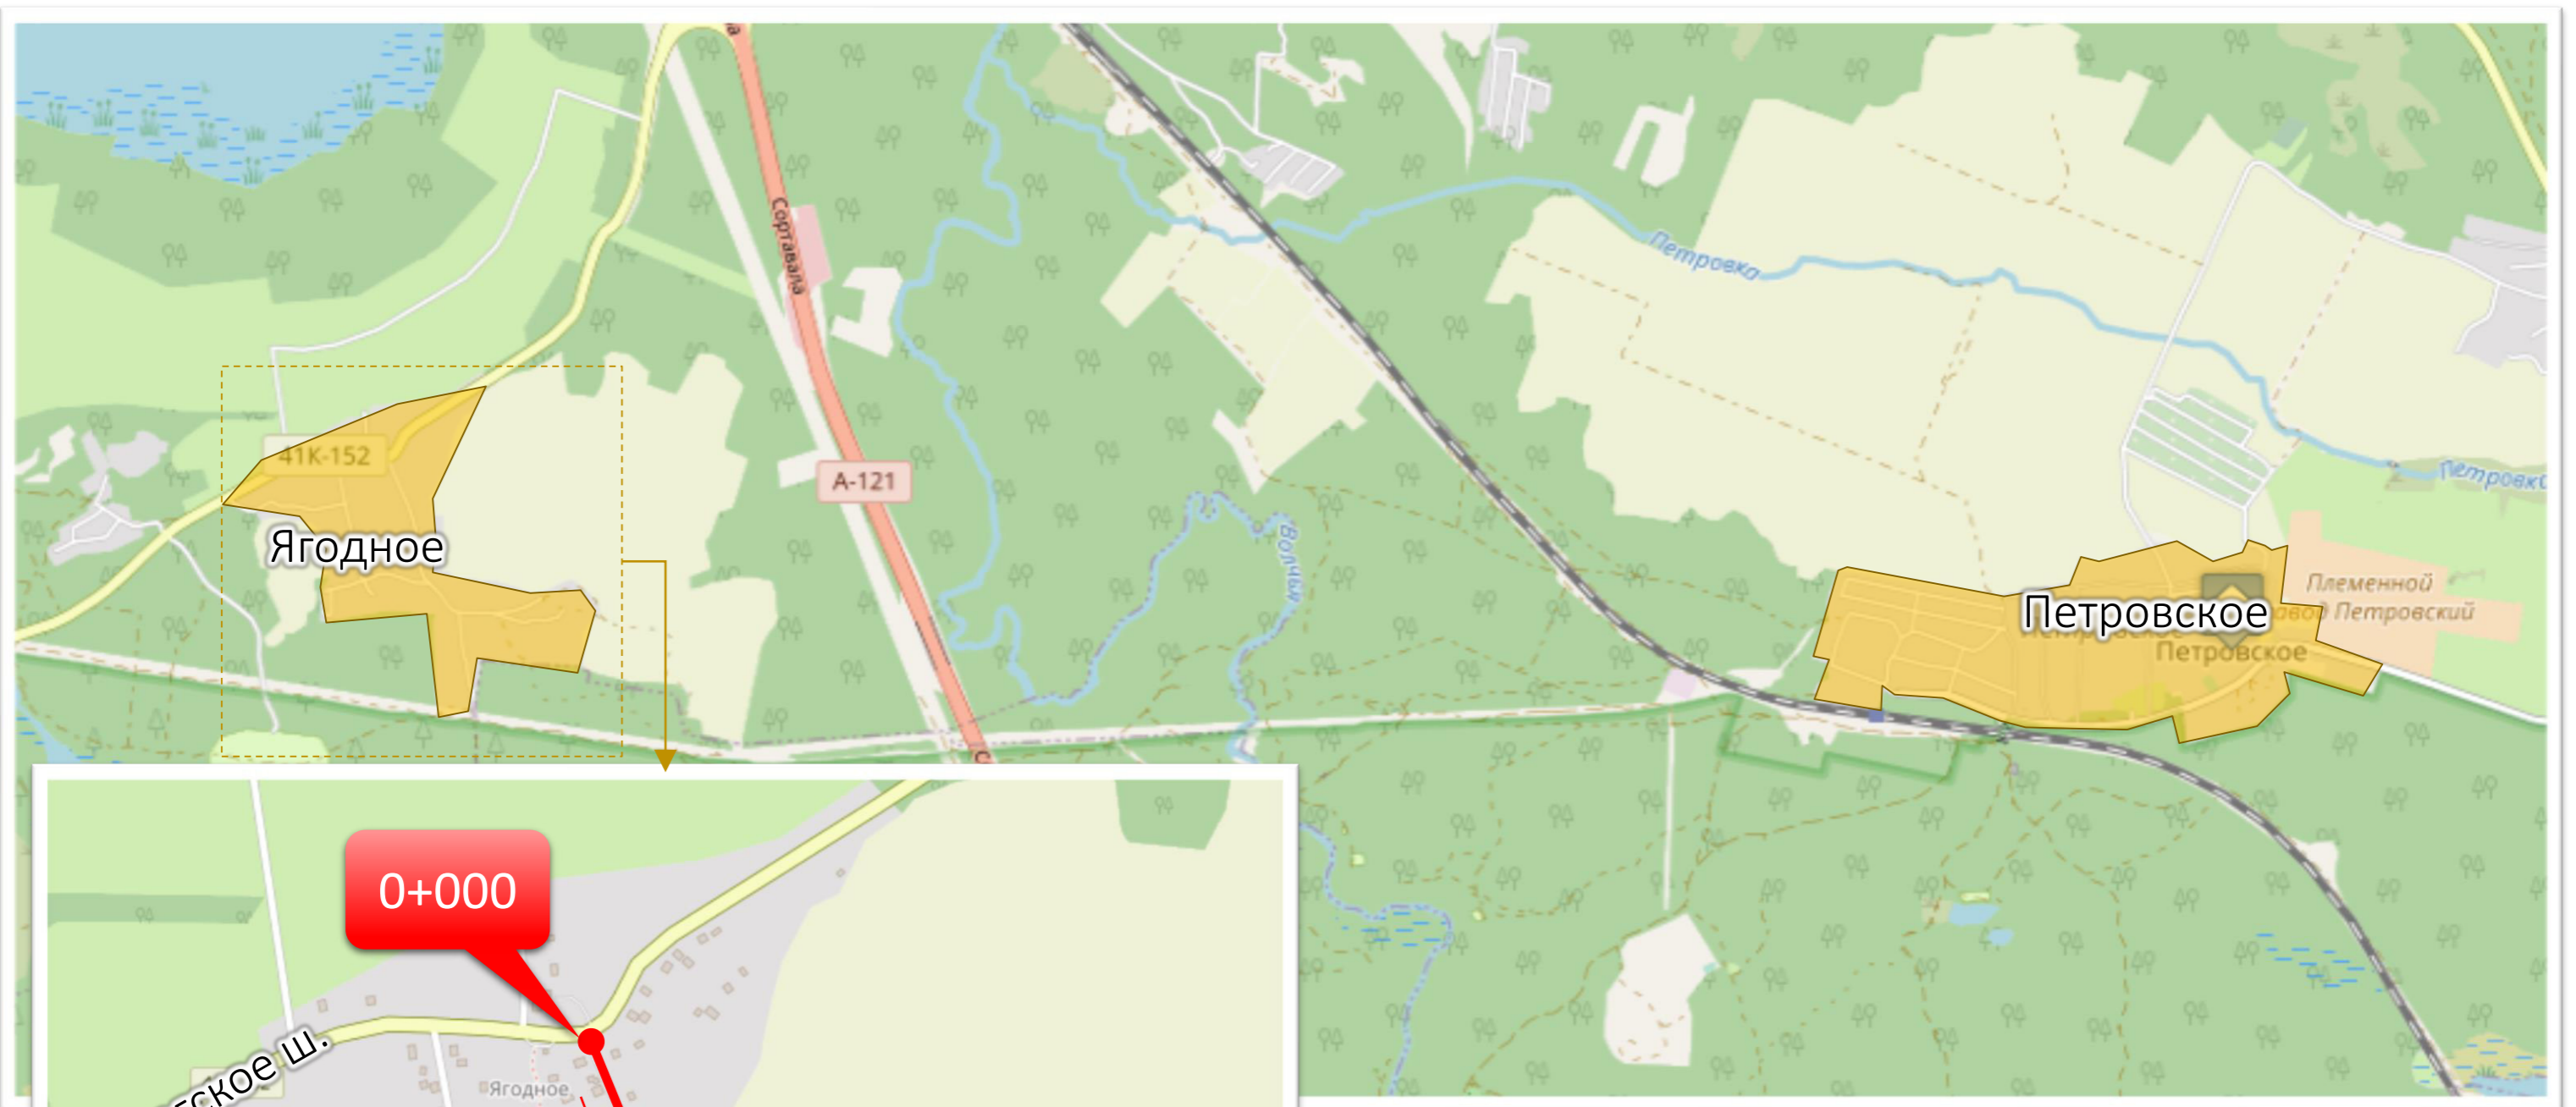 Сортавала
Петровка
41К-152
А-121
Петровка
Ягодное
Волчья
Племенной
завод Петровский
Петровское
Петровское
0+000
ское ш.
Ягодное